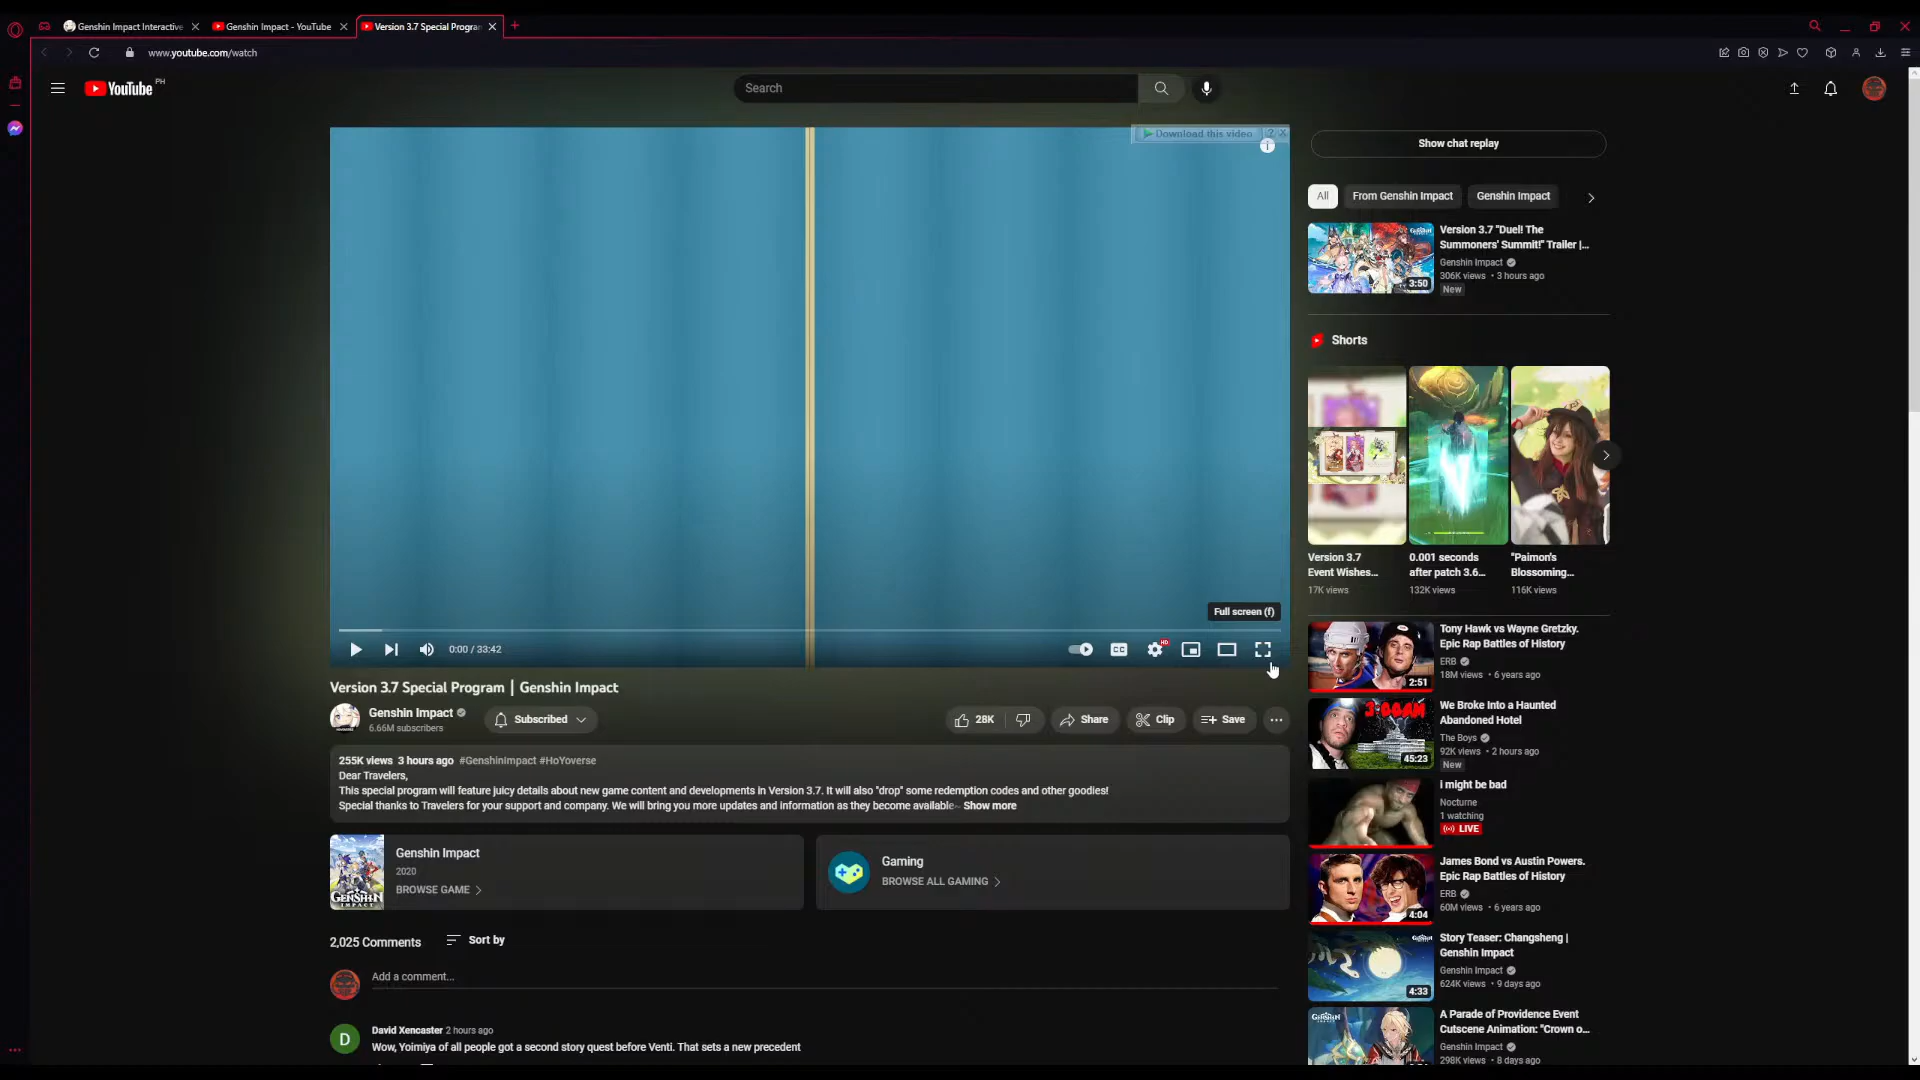 Genshin Impact Interactive
Genshin Impact - YouTube
Version 3.7 Special Progra
www.youtube.com/watch
YouTube PH
Search
Download this video ? X
Show chat replay
All
From Genshin Impact
Genshin Impact
Version 3.7 "Duel! The
Summoners' Summit!" Trailer |...
Genshin Impact
306K views • 3 hours ago
New
3:50
Shorts
Version 3.7
Event Wishes...
17K views
0.001 seconds
after patch 3.6...
132K views
"Paimon's
Blossoming...
116K views
Full screen (f)
0:00 / 33:42
CC
HD
Version 3.7 Special Program | Genshin Impact
Genshin Impact
6.66M subscribers
Subscribed
28K
Share
Clip
Save
255K views 3 hours ago #GenshinImpact #HoYoverse
Dear Travelers,
This special program will feature juicy details about new game content and developments in Version 3.7. It will also "drop" some redemption codes and other goodies!
Special thanks to Travelers for your support and company. We will bring you more updates and information as they become available~ Show more
GENSHIN
IMPACT
Genshin Impact
2020
BROWSE GAME
Gaming
BROWSE ALL GAMING
2,025 Comments
Sort by
Add a comment...
D
David Xencaster 2 hours ago
Wow, Yoimiya of all people got a second story quest before Venti. That sets a new precedent
Tony Hawk vs Wayne Gretzky.
Epic Rap Battles of History
ERB
18M views • 6 years ago
2:51
We Broke Into a Haunted
Abandoned Hotel
The Boys
92K views • 2 hours ago
New
3:00AM
45:23
i might be bad
Nocturne
1 watching
LIVE
James Bond vs Austin Powers.
Epic Rap Battles of History
ERB
60M views • 6 years ago
4:04
Story Teaser: Changsheng |
Genshin Impact
Genshin Impact
624K views • 9 days ago
4:33
A Parade of Providence Event
Cutscene Animation: "Crown o...
Genshin Impact
298K views • 8 days ago